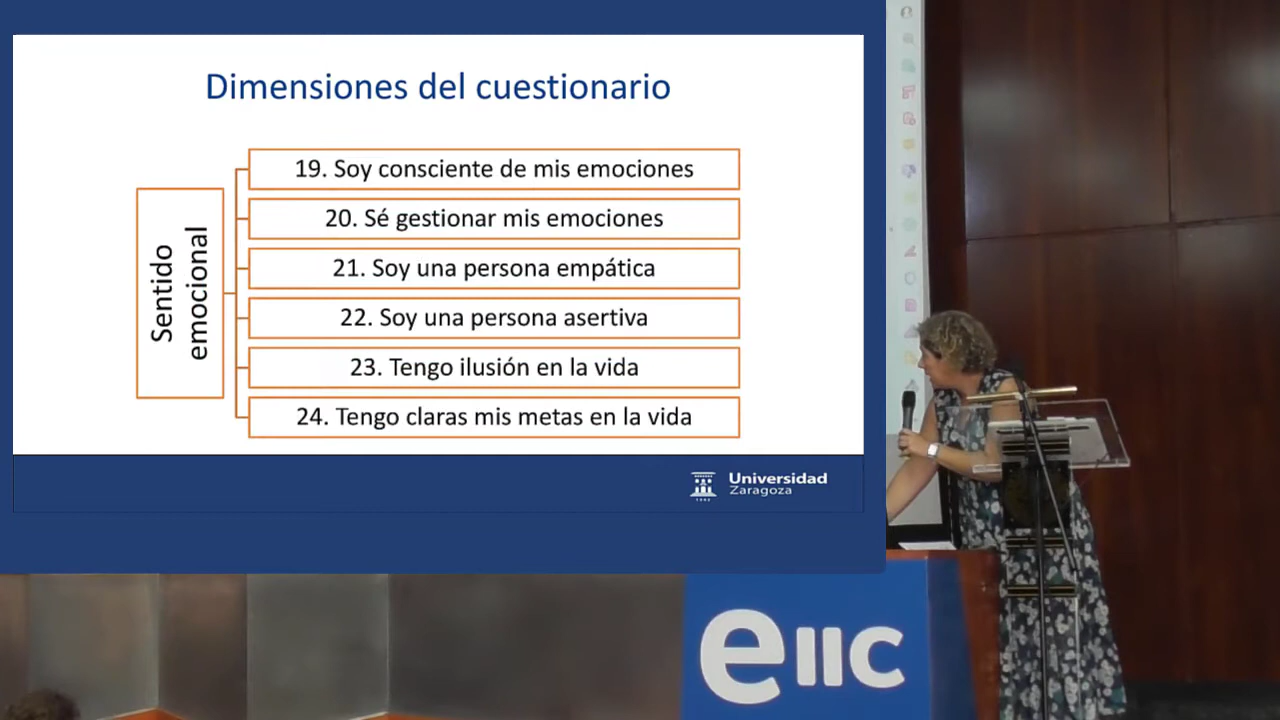 Dimensiones del cuestionario
Sentido
emocional
19. Soy consciente de mis emociones
20. Sé gestionar mis emociones
21. Soy una persona empática
22. Soy una persona asertiva
23. Tengo ilusión en la vida
24. Tengo claras mis metas en la vida
Universidad
Zaragoza
eiic